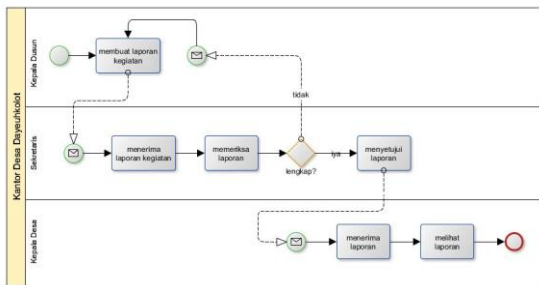 Kantor Desa Dayeuhkolot
Kepala Dusun
membuat laporan
kegiatan
tidak
Sekretaris
menerima
laporan kegiatan
memeriksa
laporan
lengkap?
iya
menyetujui
laporan
Kepala Desa
menerima
laporan
melihat
laporan